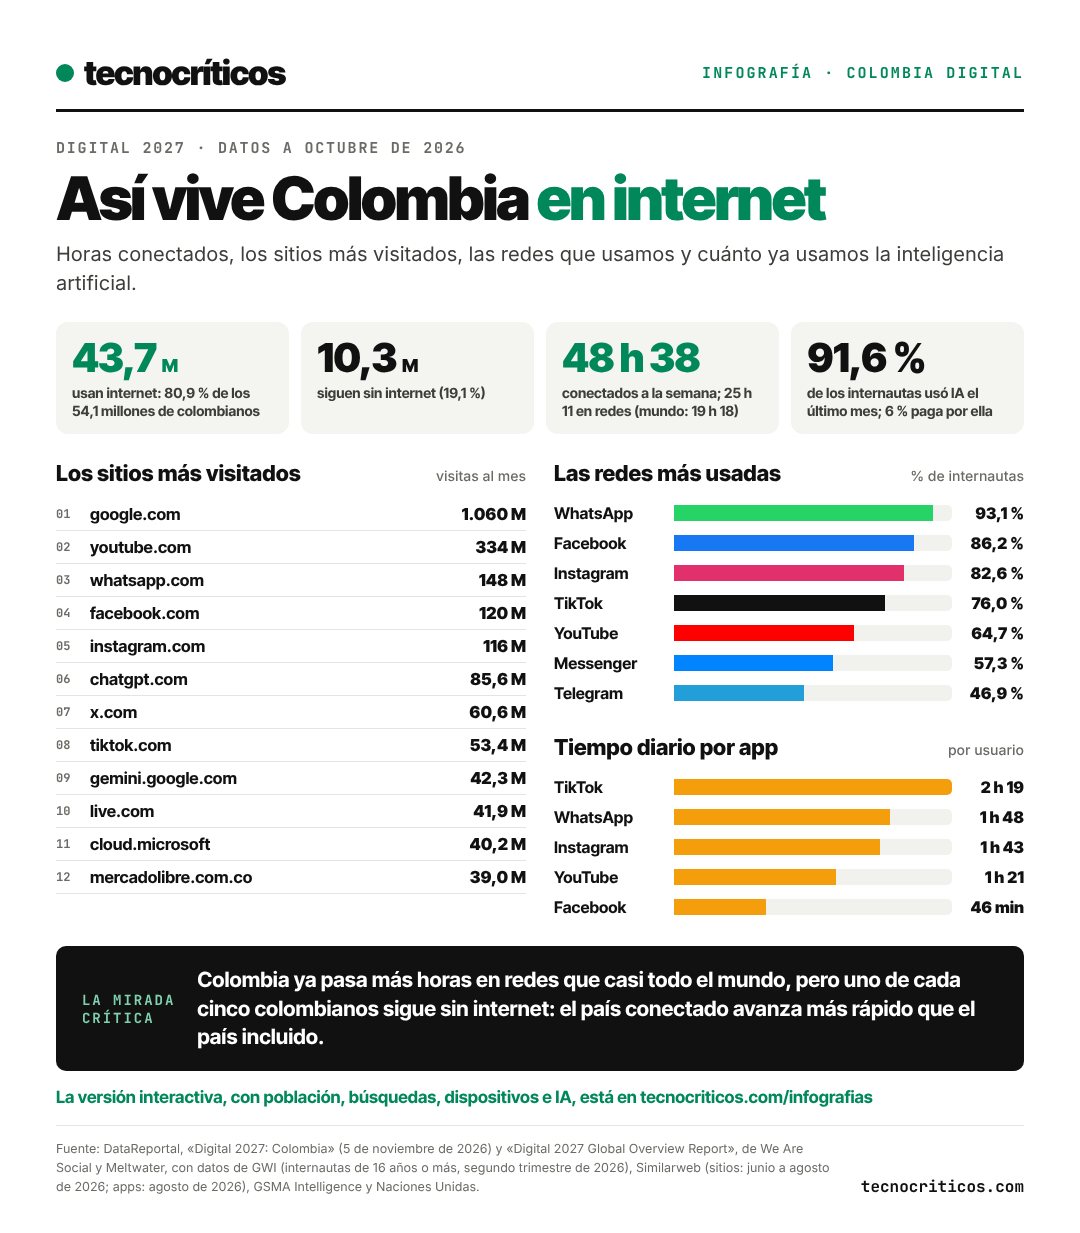 tecnocríticos
INFOGRAFÍA · COLOMBIA DIGITAL
DIGITAL 2027 · DATOS A OCTUBRE DE 2026
Así vive Colombia en internet
Horas conectados, los sitios más visitados, las redes que usamos y cuánto ya usamos la inteligencia
artificial.
43,7 M
usan internet: 80,9 % de los
54,1 millones de colombianos
10,3 M
siguen sin internet (19,1 %)
48 h 38
conectados a la semana; 25 h
11 en redes (mundo: 19 h 18)
91,6 %
de los internautas usó IA el
último mes; 6 % paga por ella
Los sitios más visitados
visitas al mes
01 google.com 1.060 M
02 youtube.com 334 M
03 whatsapp.com 148 M
04 facebook.com 120 M
05 instagram.com 116 M
06 chatgpt.com 85,6 M
07 x.com 60,6 M
08 tiktok.com 53,4 M
09 gemini.google.com 42,3 M
10 live.com 41,9 M
11 cloud.microsoft 40,2 M
12 mercadolibre.com.co 39,0 M
Las redes más usadas
% de internautas
WhatsApp 93,1 %
Facebook 86,2 %
Instagram 82,6 %
TikTok 76,0 %
YouTube 64,7 %
Messenger 57,3 %
Telegram 46,9 %
Tiempo diario por app
por usuario
TikTok 2 h 19
WhatsApp 1 h 48
Instagram 1 h 43
YouTube 1 h 21
Facebook 46 min
LA MIRADA
CRÍTICA
Colombia ya pasa más horas en redes que casi todo el mundo, pero uno de cada
cinco colombianos sigue sin internet: el país conectado avanza más rápido que el
país incluido.
La versión interactiva, con población, búsquedas, dispositivos e IA, está en tecnocriticos.com/infografias
Fuente: DataReportal, «Digital 2027: Colombia» (5 de noviembre de 2026) y «Digital 2027 Global Overview Report», de We Are
Social y Meltwater, con datos de GWI (internautas de 16 años o más, segundo trimestre de 2026), Similarweb (sitios: junio a agosto
de 2026; apps: agosto de 2026), GSMA Intelligence y Naciones Unidas.
tecnocriticos.com